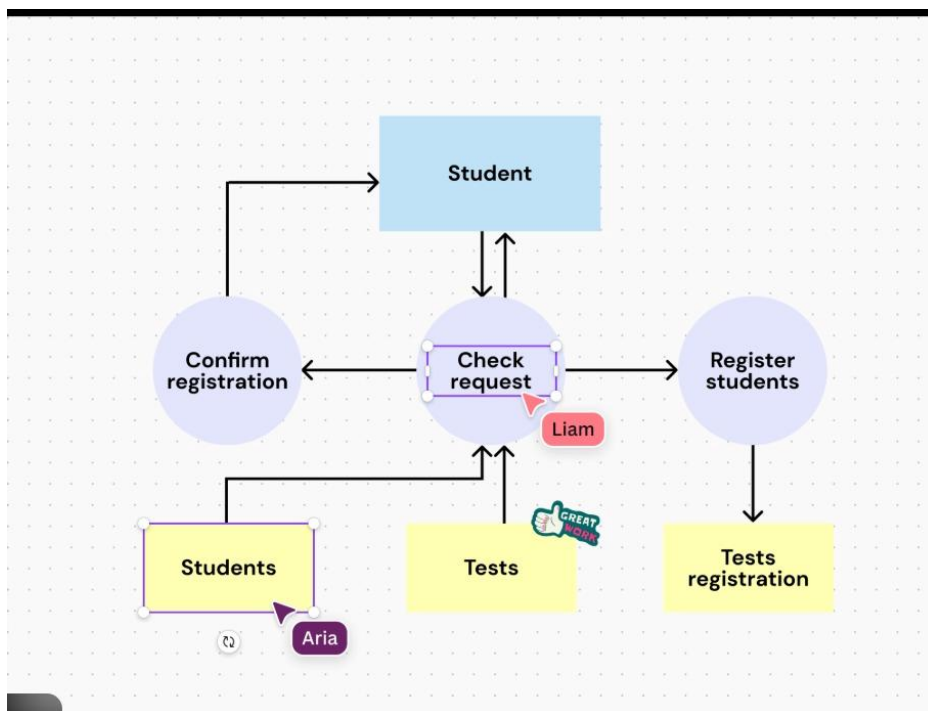 Student
Confirm
registration
Check
request
Register
students
Liam
Students
Tests
GREAT
WORK
Tests
registration
Aria